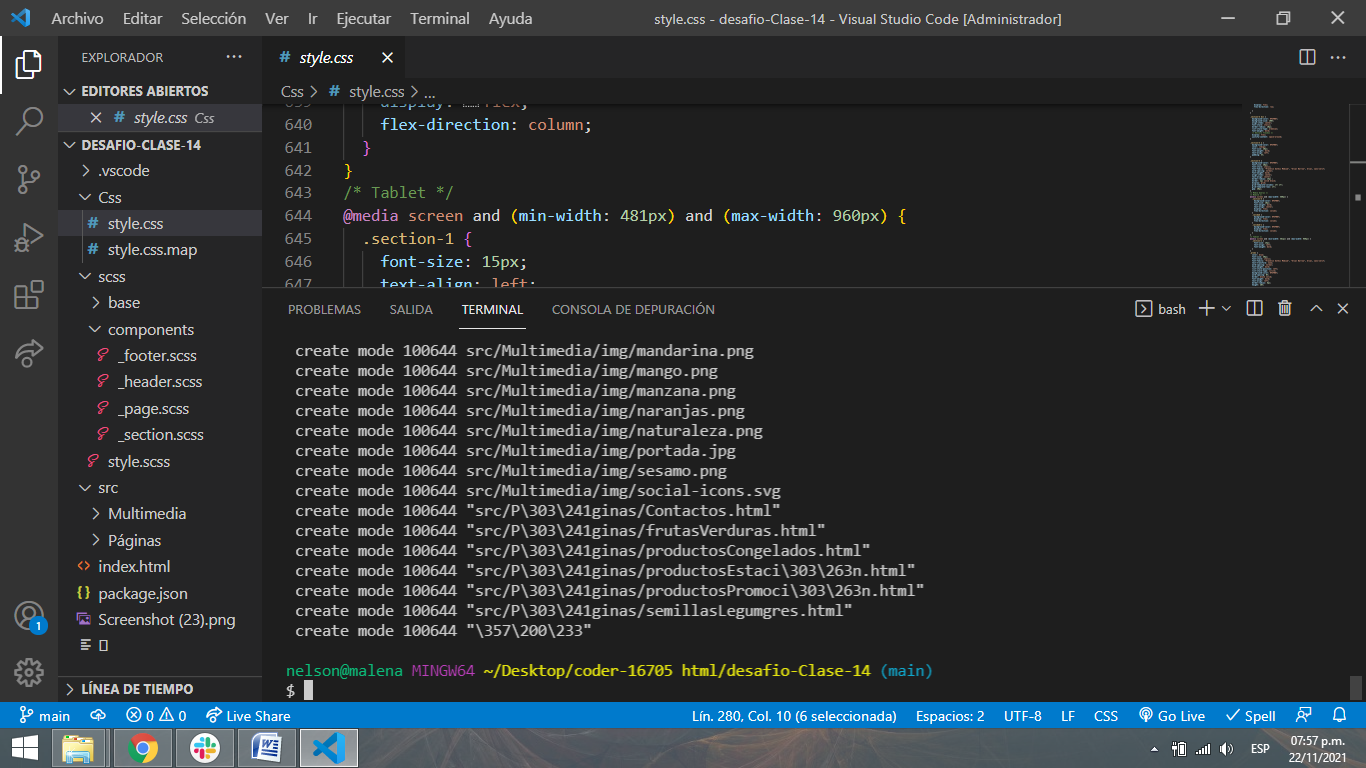 Archivo Editar Selección Ver Ir Ejecutar Terminal Ayuda
style.css - desafio-Clase-14 - Visual Studio Code [Administrador]
EXPLORADOR
EDITORES ABIERTOS
style.css Css
DESAFIO-CLASE-14
.vscode
Css
style.css
style.css.map
scss
base
components
_footer.scss
_header.scss
_page.scss
_section.scss
style.scss
src
Multimedia
Páginas
index.html
package.json
Screenshot (23).png
LÍNEA DE TIEMPO
1
# style.css
Css > # style.css > ...
639 display: flex;
640 flex-direction: column;
641 }
642 }
643 /* Tablet */
644 @media screen and (min-width: 481px) and (max-width: 960px) {
645 .section-1 {
646 font-size: 15px;
647 text-align: left;
PROBLEMAS SALIDA TERMINAL CONSOLA DE DEPURACIÓN
bash
create mode 100644 src/Multimedia/img/mandarina.png
create mode 100644 src/Multimedia/img/mango.png
create mode 100644 src/Multimedia/img/manzana.png
create mode 100644 src/Multimedia/img/naranjas.png
create mode 100644 src/Multimedia/img/naturaleza.png
create mode 100644 src/Multimedia/img/portada.jpg
create mode 100644 src/Multimedia/img/sesamo.png
create mode 100644 src/Multimedia/img/social-icons.svg
create mode 100644 "src/P\303\241ginas/Contactos.html"
create mode 100644 "src/P\303\241ginas/frutasVerduras.html"
create mode 100644 "src/P\303\241ginas/productosCongelados.html"
create mode 100644 "src/P\303\241ginas/productosEstaci\303\263n.html"
create mode 100644 "src/P\303\241ginas/productosPromoci\303\263n.html"
create mode 100644 "src/P\303\241ginas/semillasLegumgres.html"
create mode 100644 "\357\200\233"
nelson@malena MINGW64 ~/Desktop/coder-16705 html/desafio-Clase-14 (main)
$
main 0 0 Live Share
Lín. 280, Col. 10 (6 seleccionada) Espacios: 2 UTF-8 LF CSS Go Live Spell
ESP
07:57 p.m.
22/11/2021